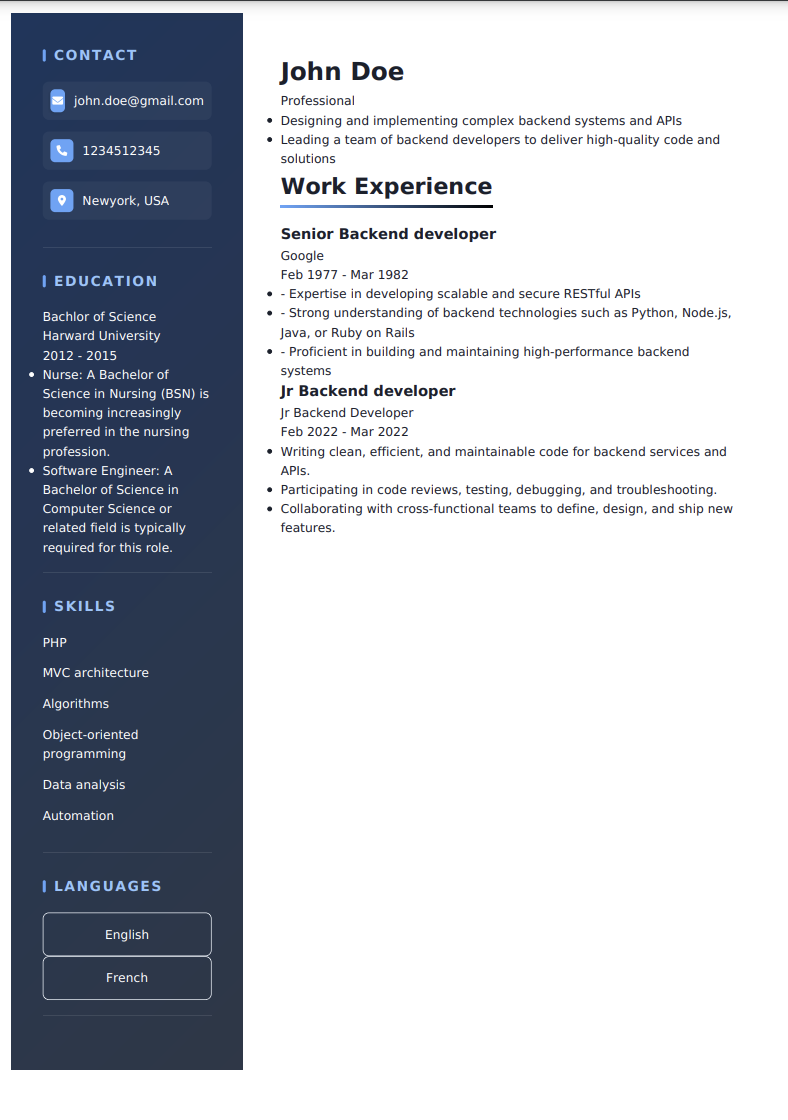 CONTACT
john.doe@gmail.com
1234512345
Newyork, USA
EDUCATION
Bachlor of Science
Harward University
2012 - 2015
• Nurse: A Bachelor of
Science in Nursing (BSN) is
becoming increasingly
preferred in the nursing
profession.
• Software Engineer: A
Bachelor of Science in
Computer Science or
related field is typically
required for this role.
SKILLS
PHP
MVC architecture
Algorithms
Object-oriented
programming
Data analysis
Automation
LANGUAGES
English
French
John Doe
Professional
• Designing and implementing complex backend systems and APIs
• Leading a team of backend developers to deliver high-quality code and
solutions
Work Experience
Senior Backend developer
Google
Feb 1977 - Mar 1982
• - Expertise in developing scalable and secure RESTful APIs
• - Strong understanding of backend technologies such as Python, Node.js,
Java, or Ruby on Rails
• - Proficient in building and maintaining high-performance backend
systems
Jr Backend developer
Jr Backend Developer
Feb 2022 - Mar 2022
• Writing clean, efficient, and maintainable code for backend services and
APIs.
• Participating in code reviews, testing, debugging, and troubleshooting.
• Collaborating with cross-functional teams to define, design, and ship new
features.